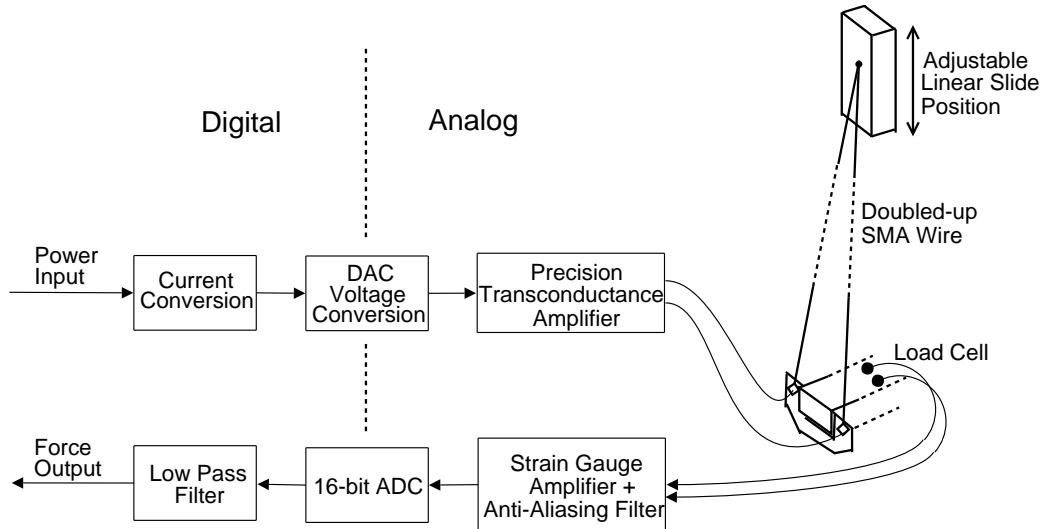 Adjustable
Linear Slide
Position
Digital
Analog
Doubled-up
SMA Wire
Power
Input
Current
Conversion
DAC
Voltage
Conversion
Precision
Transconductance
Amplifier
Load Cell
Force
Output
Low Pass
Filter
16-bit ADC
Strain Gauge
Amplifier +
Anti-Aliasing Filter